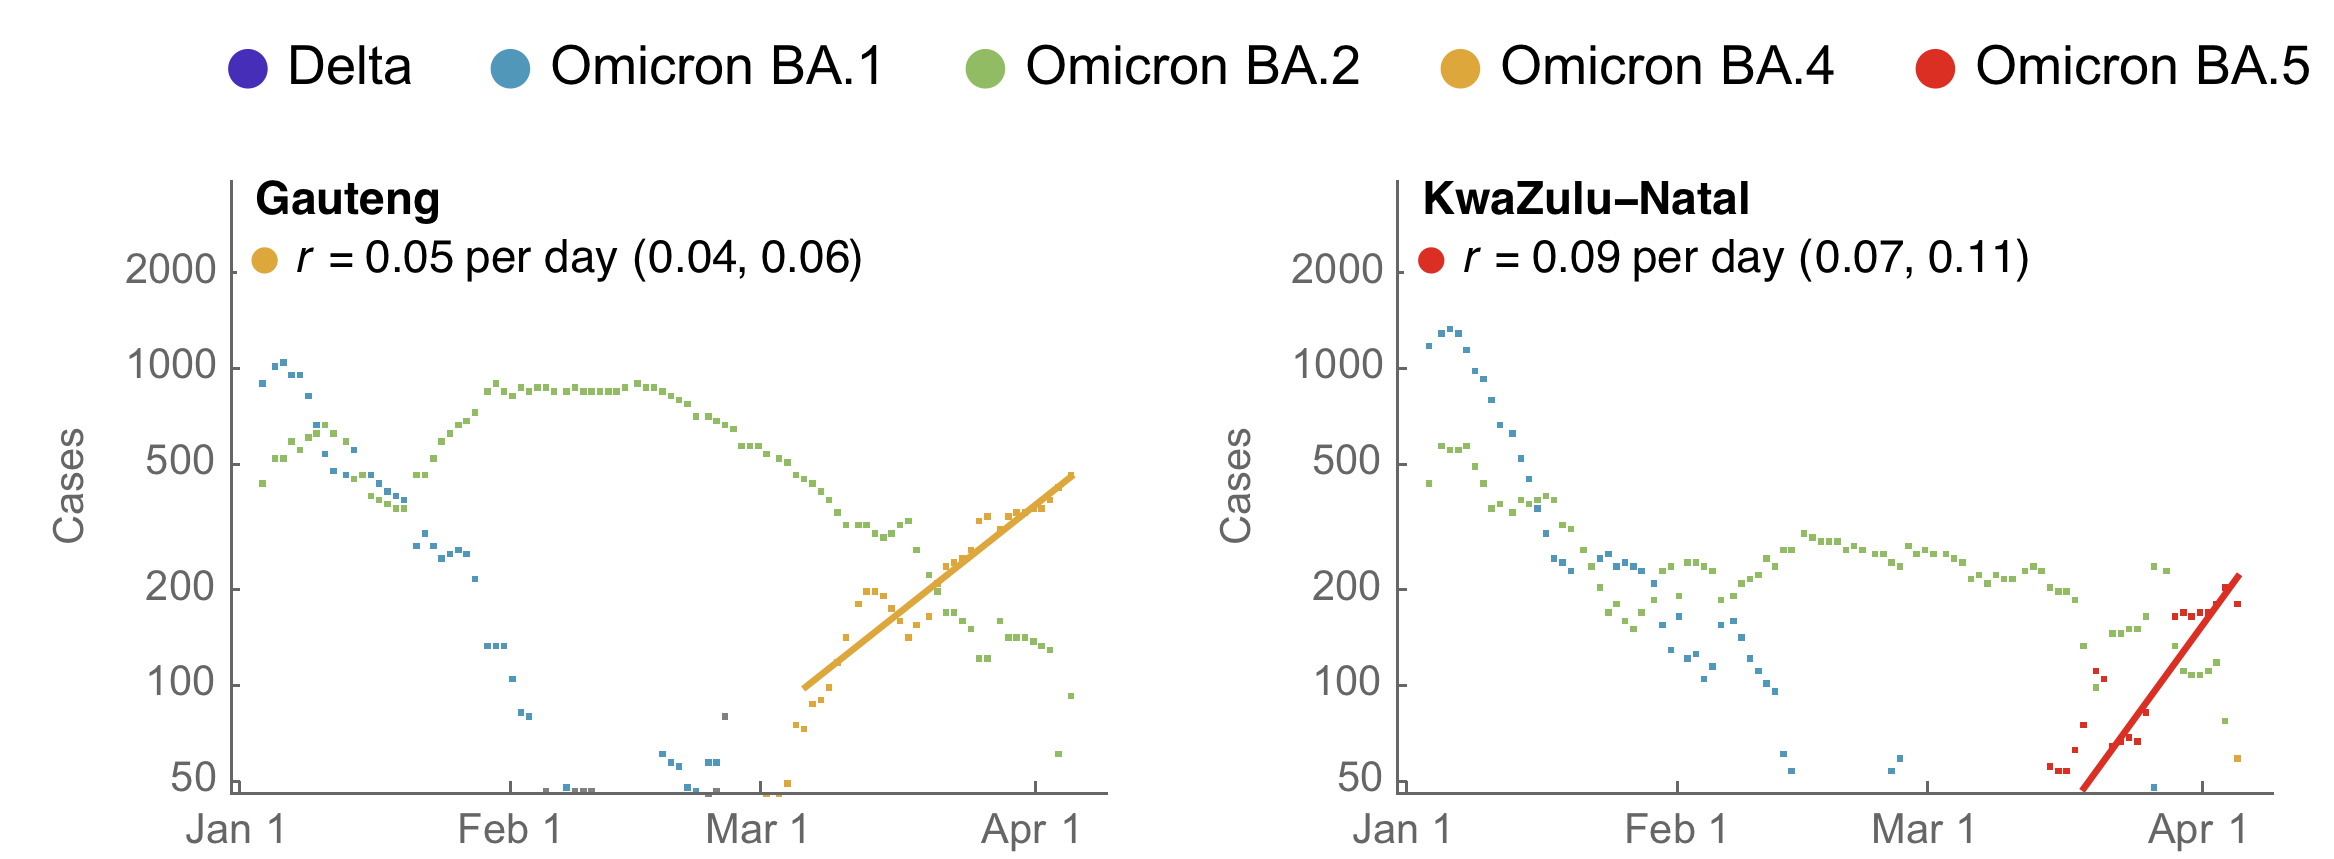 Delta Omicron BA.1 Omicron BA.2 Omicron BA.4 Omicron BA.5
Gauteng
r = 0.05 per day (0.04, 0.06)
2000
1000
500
200
100
50
Cases
Jan 1 Feb 1 Mar 1 Apr 1
KwaZulu–Natal
r = 0.09 per day (0.07, 0.11)
2000
1000
500
200
100
50
Cases
Jan 1 Feb 1 Mar 1 Apr 1